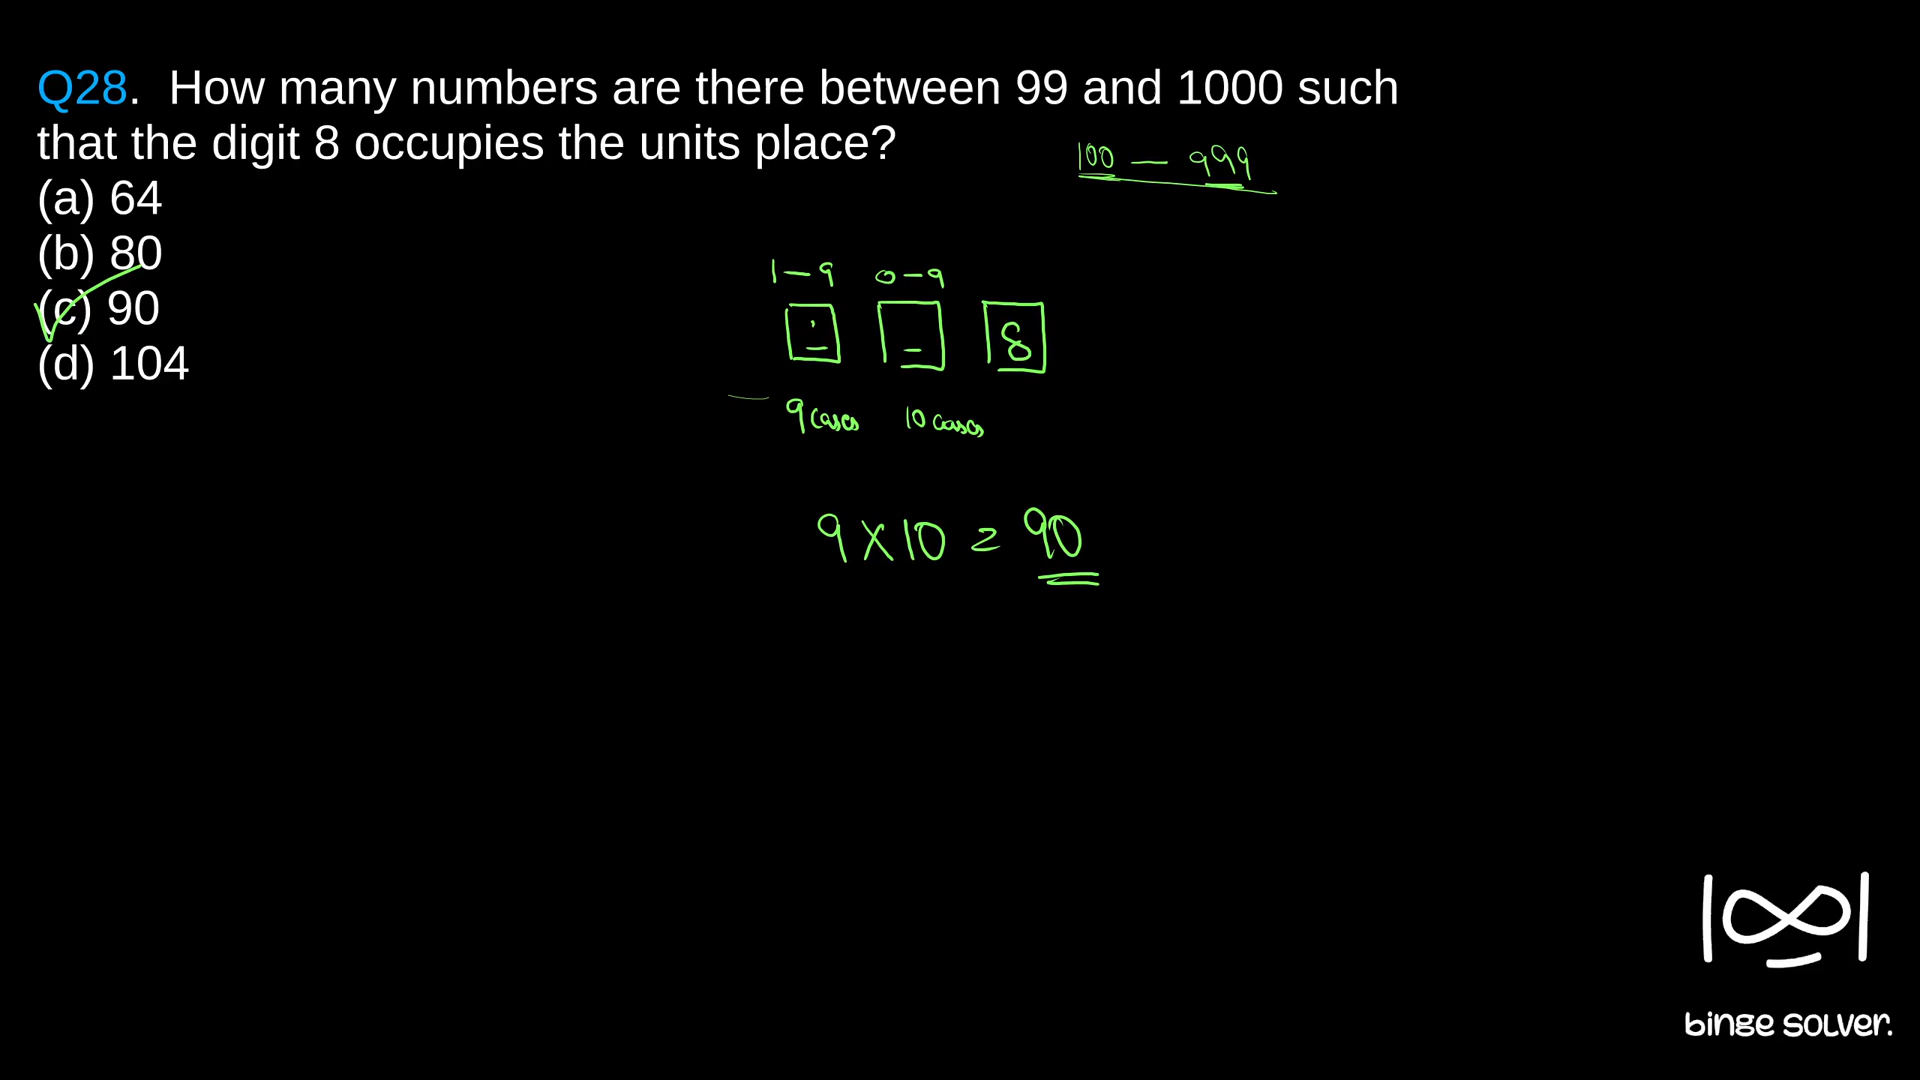 Q28. How many numbers are there between 99 and 1000 such
that the digit 8 occupies the units place?
100 — 999
(a) 64
(b) 80
(c) 90
(d) 104
1 – 9 0 – 9
8
9 cases 10 cases
9 X 10 = 90
binge SOLVER.